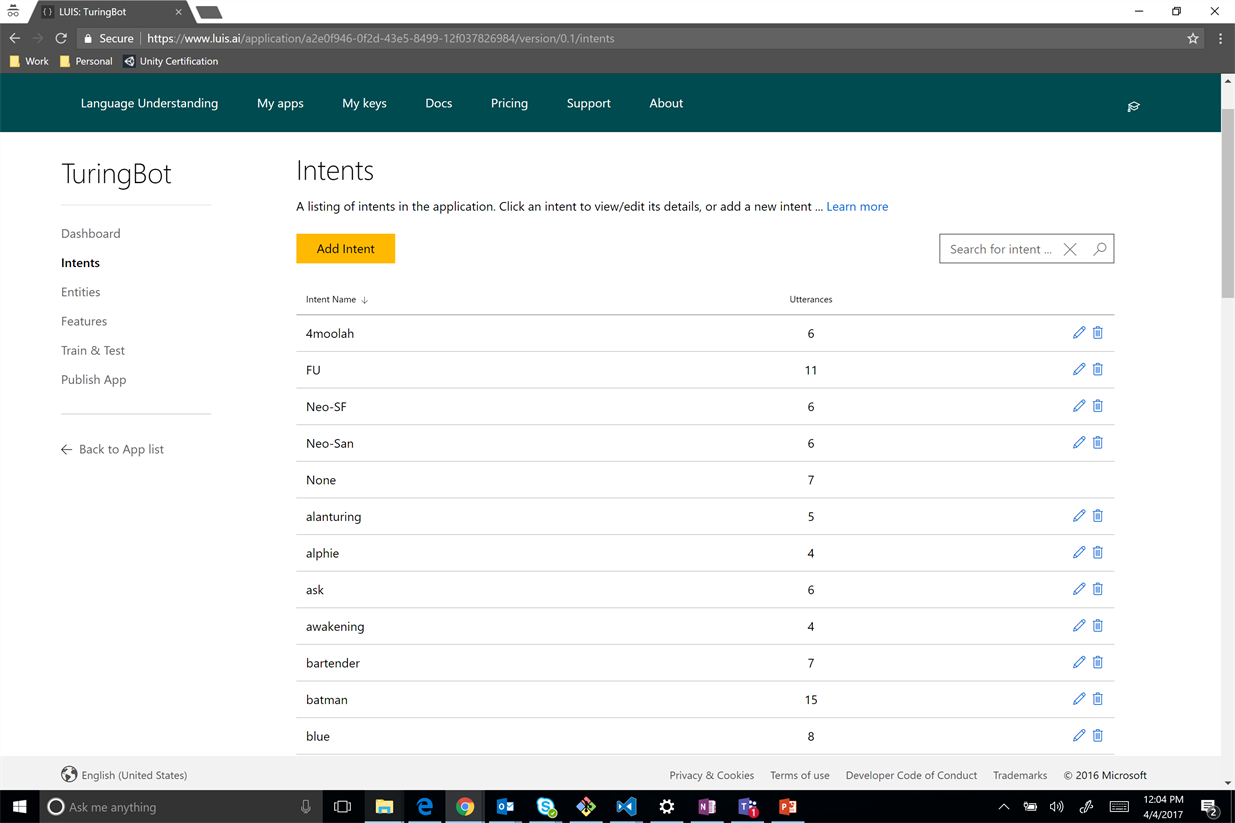 LUIS: TuringBot
Secure https://www.luis.ai/application/a2e0f946-0f2d-43e5-8499-12f037826984/version/0.1/intents
Work Personal Unity Certification
Language Understanding My apps My keys Docs Pricing Support About
TuringBot
Dashboard
Intents
Entities
Features
Train & Test
Publish App
Back to App list
Intents
A listing of intents in the application. Click an intent to view/edit its details, or add a new intent ... Learn more
Add Intent
Search for intent ...
Intent Name Utterances
4moolah 6
FU 11
Neo-SF 6
Neo-San 6
None 7
alanturing 5
alphie 4
ask 6
awakening 4
bartender 7
batman 15
blue 8
English (United States) Privacy & Cookies Terms of use Developer Code of Conduct Trademarks © 2016 Microsoft
Ask me anything
12:04 PM
4/4/2017
1
2